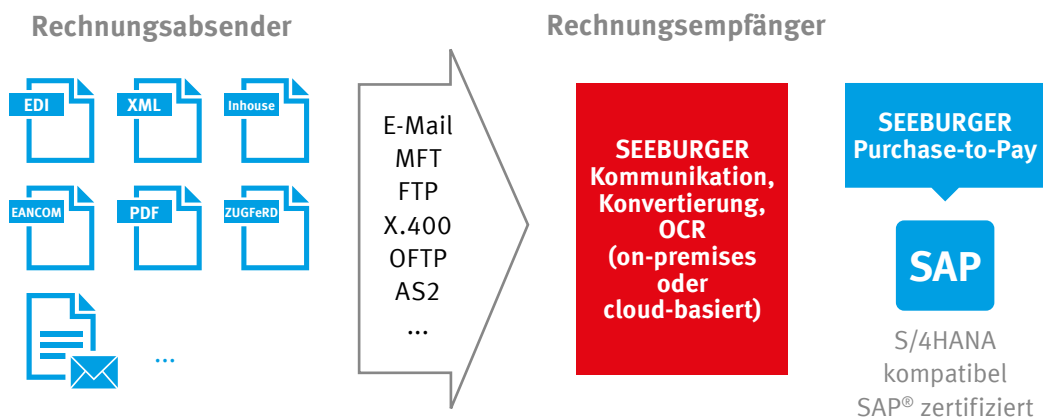 Rechnungsabsender
EDI
XML
Inhouse
EANCOM
PDF
ZUGFeRD
...
E-Mail
MFT
FTP
X.400
OFTP
AS2
...
Rechnungsempfänger
SEEBURGER
Kommunikation,
Konvertierung,
OCR
(on-premises
oder
cloud-basiert)
SEEBURGER
Purchase-to-Pay
SAP
S/4HANA
kompatibel
SAP® zertifiziert